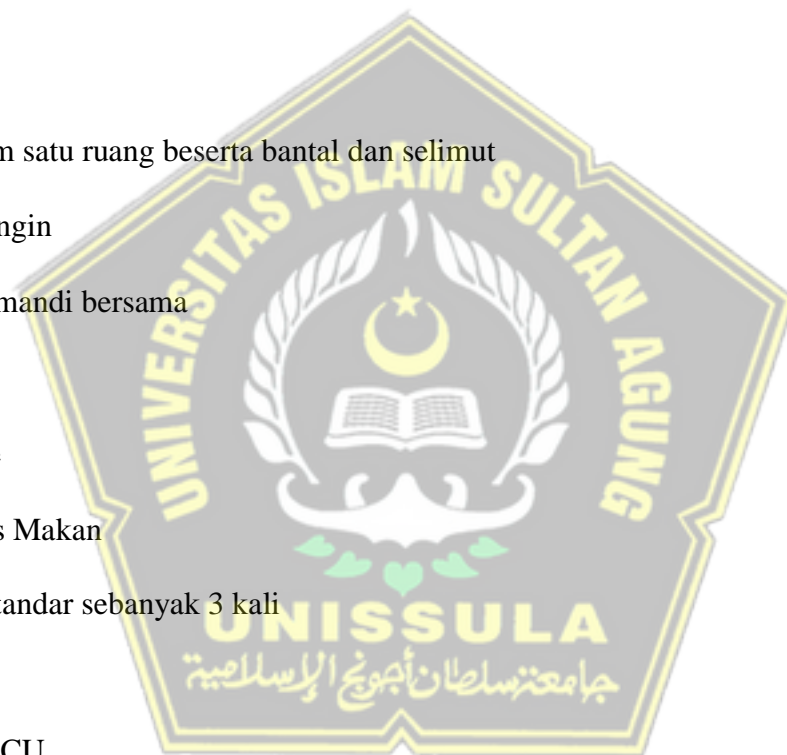 m satu ruang beserta bantal dan selimut
ngin
mandi bersama
s Makan
tandar sebanyak 3 kali
CU
UNIVERSITAS ISLAM SULTAN AGUNG
UNISSULA
جامعة سلطان أجونج الإسلامية